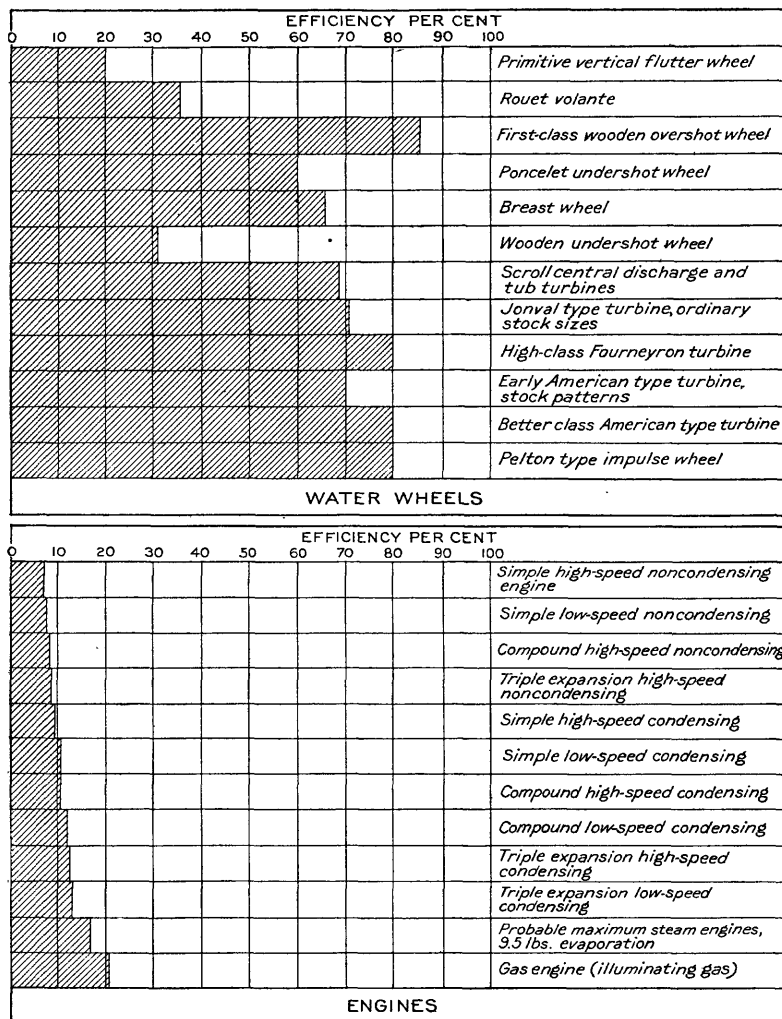 EFFICIENCY PER CENT
0 10 20 30 40 50 60 70 80 90 100
Primitive vertical flutter wheel
Rouet volante
First-class wooden overshot wheel
Poncelet undershot wheel
Breast wheel
Wooden undershot wheel
Scroll central discharge and
tub turbines
Jonval type turbine, ordinary
stock sizes
High-class Fourneyron turbine
Early American type turbine,
stock patterns
Better class American type turbine
Pelton type impulse wheel
WATER WHEELS
EFFICIENCY PER CENT
0 10 20 30 40 50 60 70 80 90 100
Simple high-speed noncondensing
engine
Simple low-speed noncondensing
Compound high-speed noncondensing
Triple expansion high-speed
noncondensing
Simple high-speed condensing
Simple low-speed condensing
Compound high-speed condensing
Compound low-speed condensing
Triple expansion high-speed
condensing
Triple expansion low-speed
condensing
Probable maximum steam engines,
9.5 lbs. evaporation
Gas engine (illuminating gas)
ENGINES